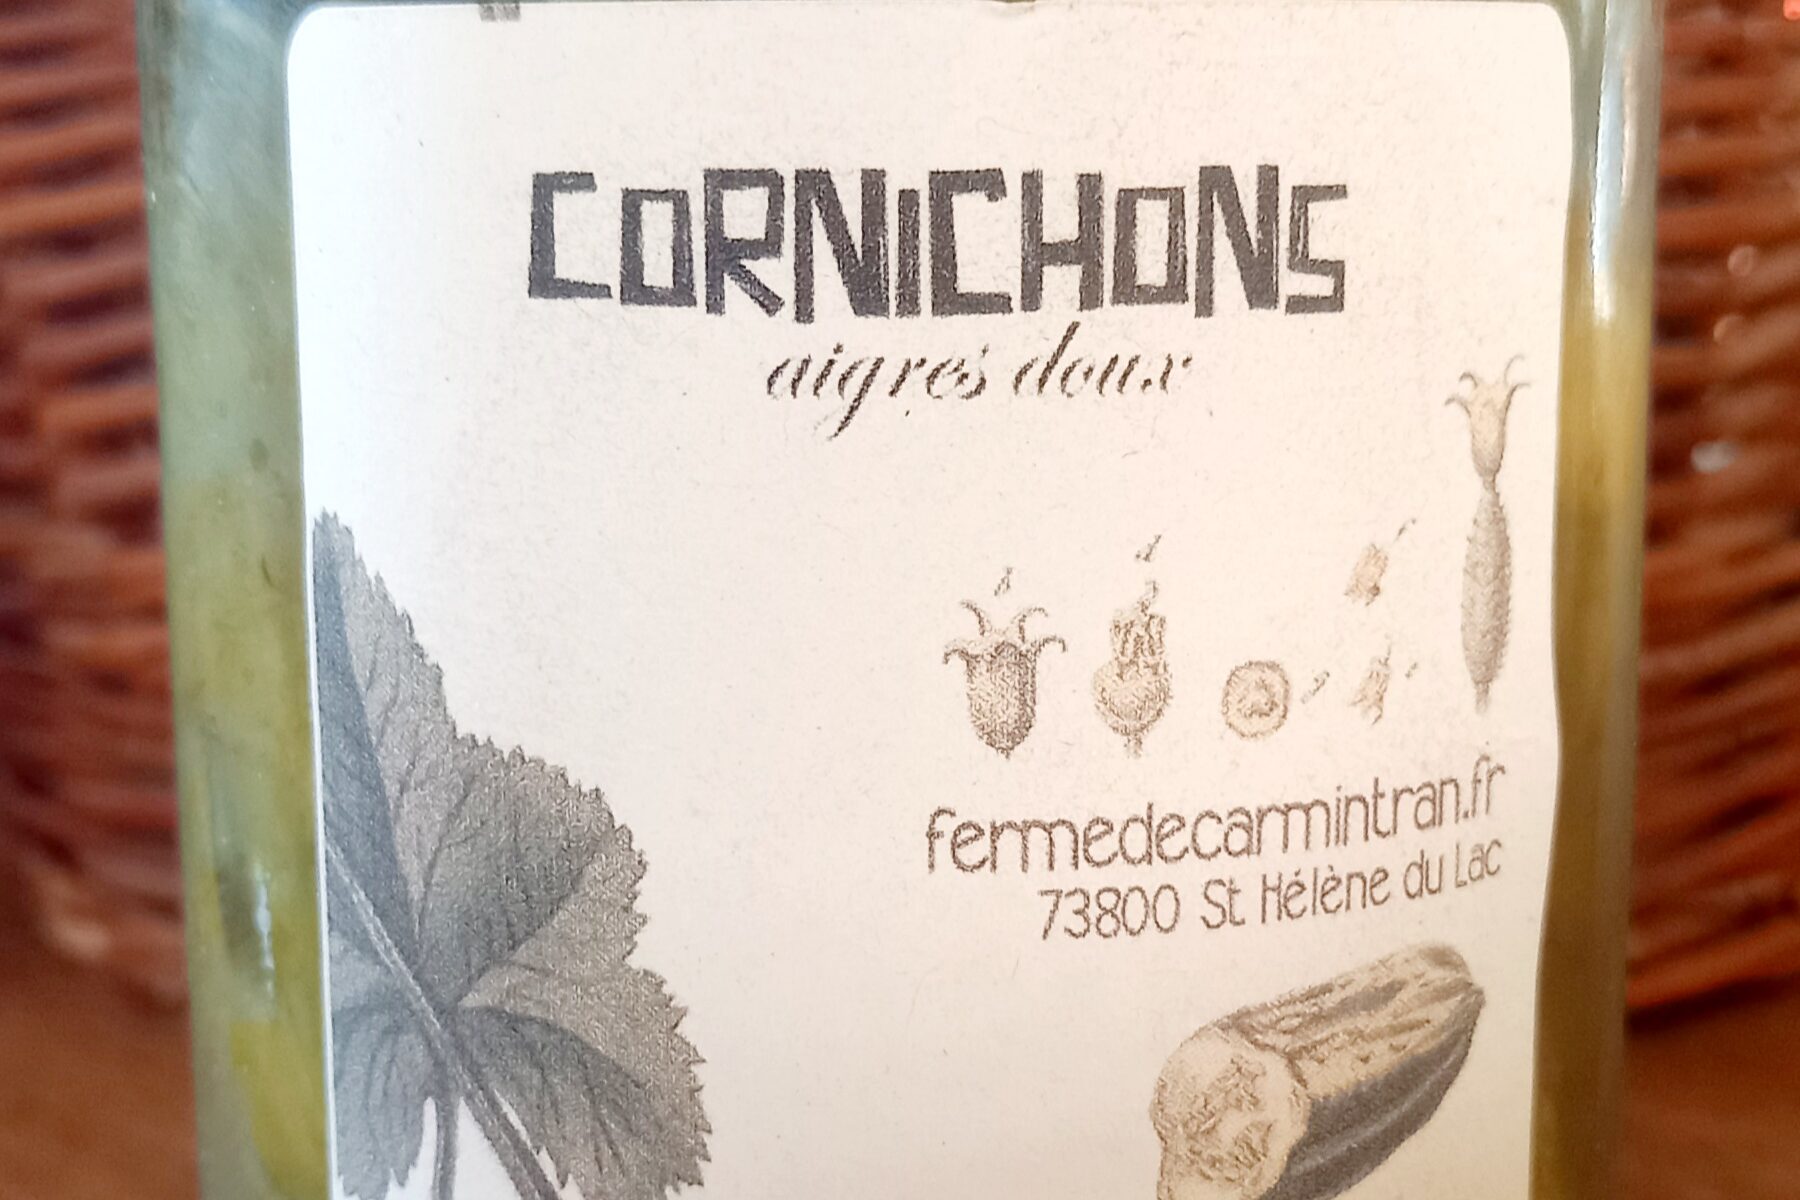 CORNICHONS
aigres doux
fermedecarmintran.fr
73800 St Hélène du Lac